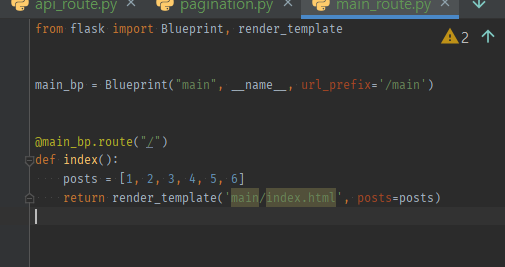 api_route.py pagination.py main_route.py
from flask import Blueprint, render_template
2
main_bp = Blueprint("main", __name__, url_prefix='/main')
@main_bp.route("/")
def index():
posts = [1, 2, 3, 4, 5, 6]
return render_template('main/index.html', posts=posts)